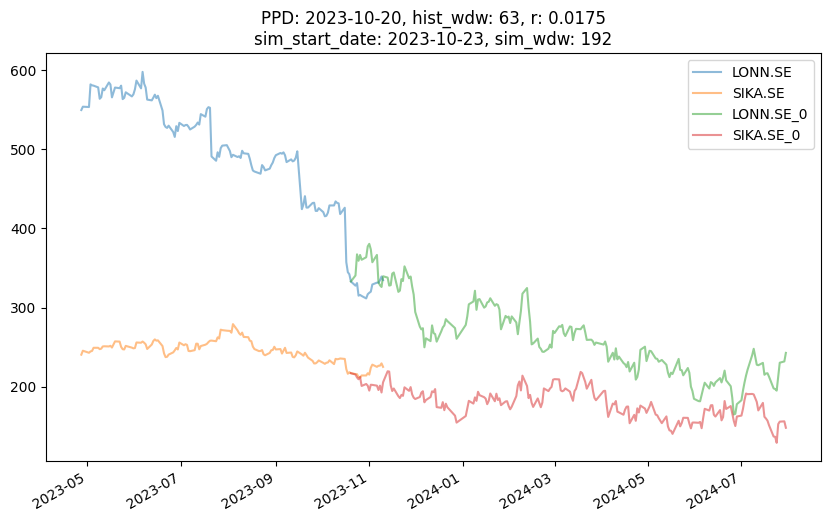 PPD: 2023-10-20, hist_wdw: 63, r: 0.0175
sim_start_date: 2023-10-23, sim_wdw: 192
LONN.SE
SIKA.SE
LONN.SE_0
SIKA.SE_0
600
500
400
300
200
2023-05
2023-07
2023-09
2023-11
2024-01
2024-03
2024-05
2024-07